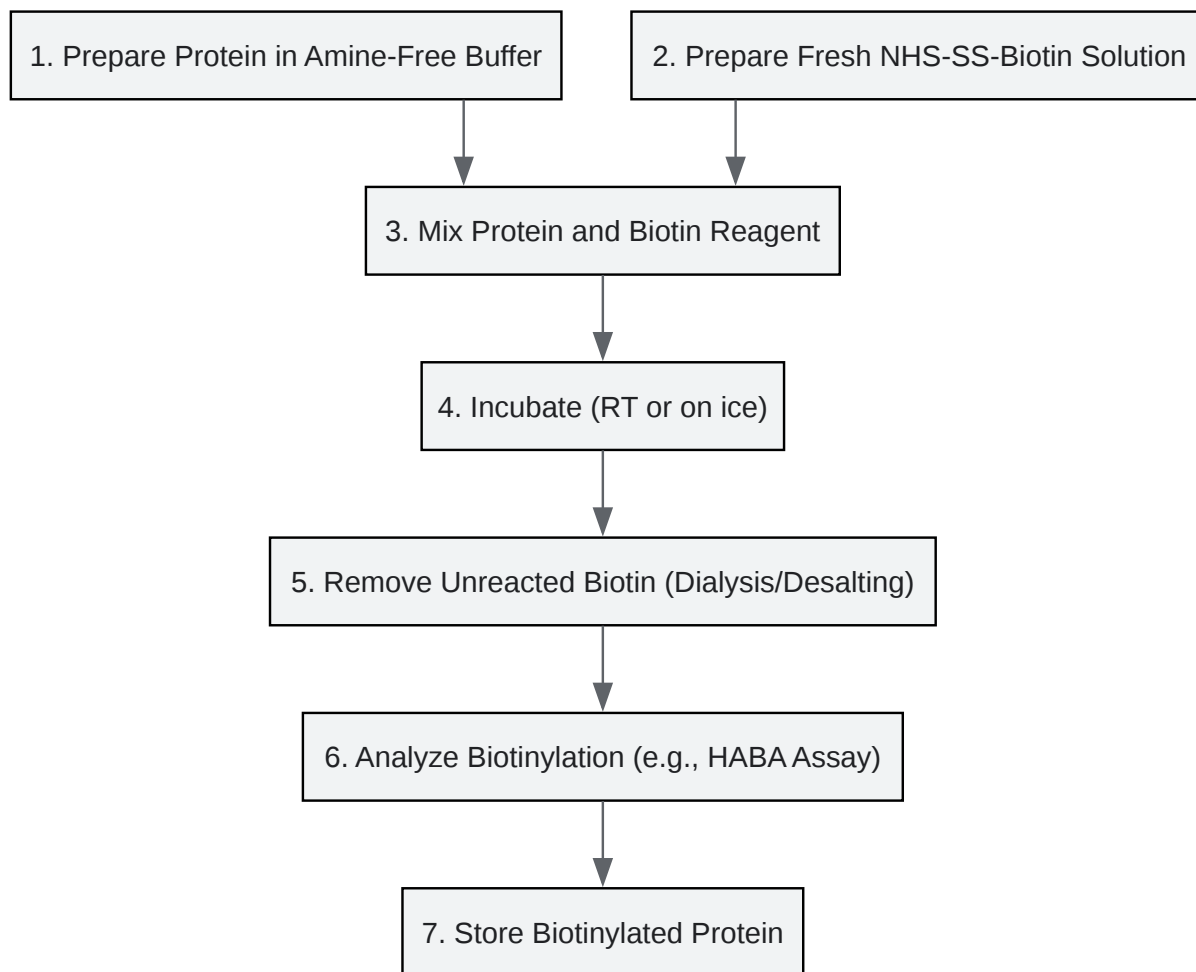 1. Prepare Protein in Amine-Free Buffer
2. Prepare Fresh NHS-SS-Biotin Solution
3. Mix Protein and Biotin Reagent
4. Incubate (RT or on ice)
5. Remove Unreacted Biotin (Dialysis/Desalting)
6. Analyze Biotinylation (e.g., HABA Assay)
7. Store Biotinylated Protein